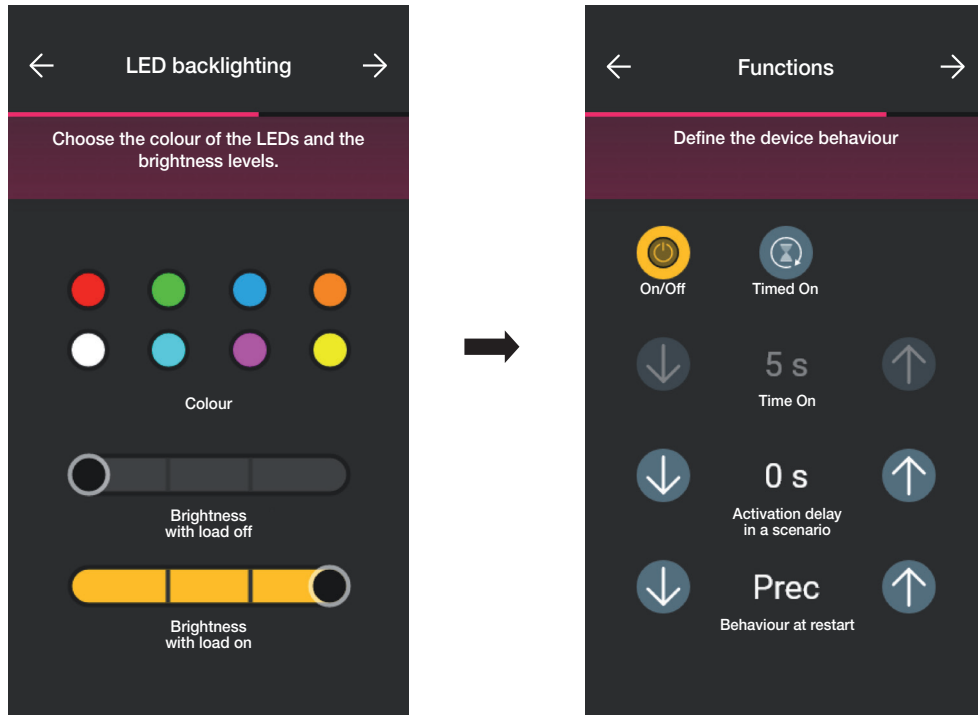 LED backlighting
Choose the colour of the LEDs and the
brightness levels.
Colour
Brightness
with load off
Brightness
with load on
Functions
Define the device behaviour
On/Off
Timed On
5 s
Time On
0 s
Activation delay
in a scenario
Prec
Behaviour at restart